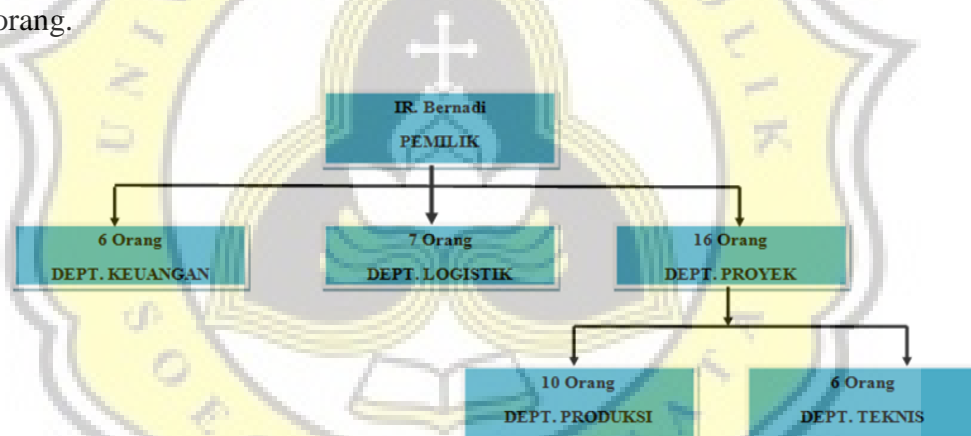 orang.
IR. Bernadi
PEMILIK
6 Orang
DEPT. KEUANGAN
7 Orang
DEPT. LOGISTIK
16 Orang
DEPT. PROYEK
10 Orang
DEPT. PRODUKSI
6 Orang
DEPT. TEKNIS